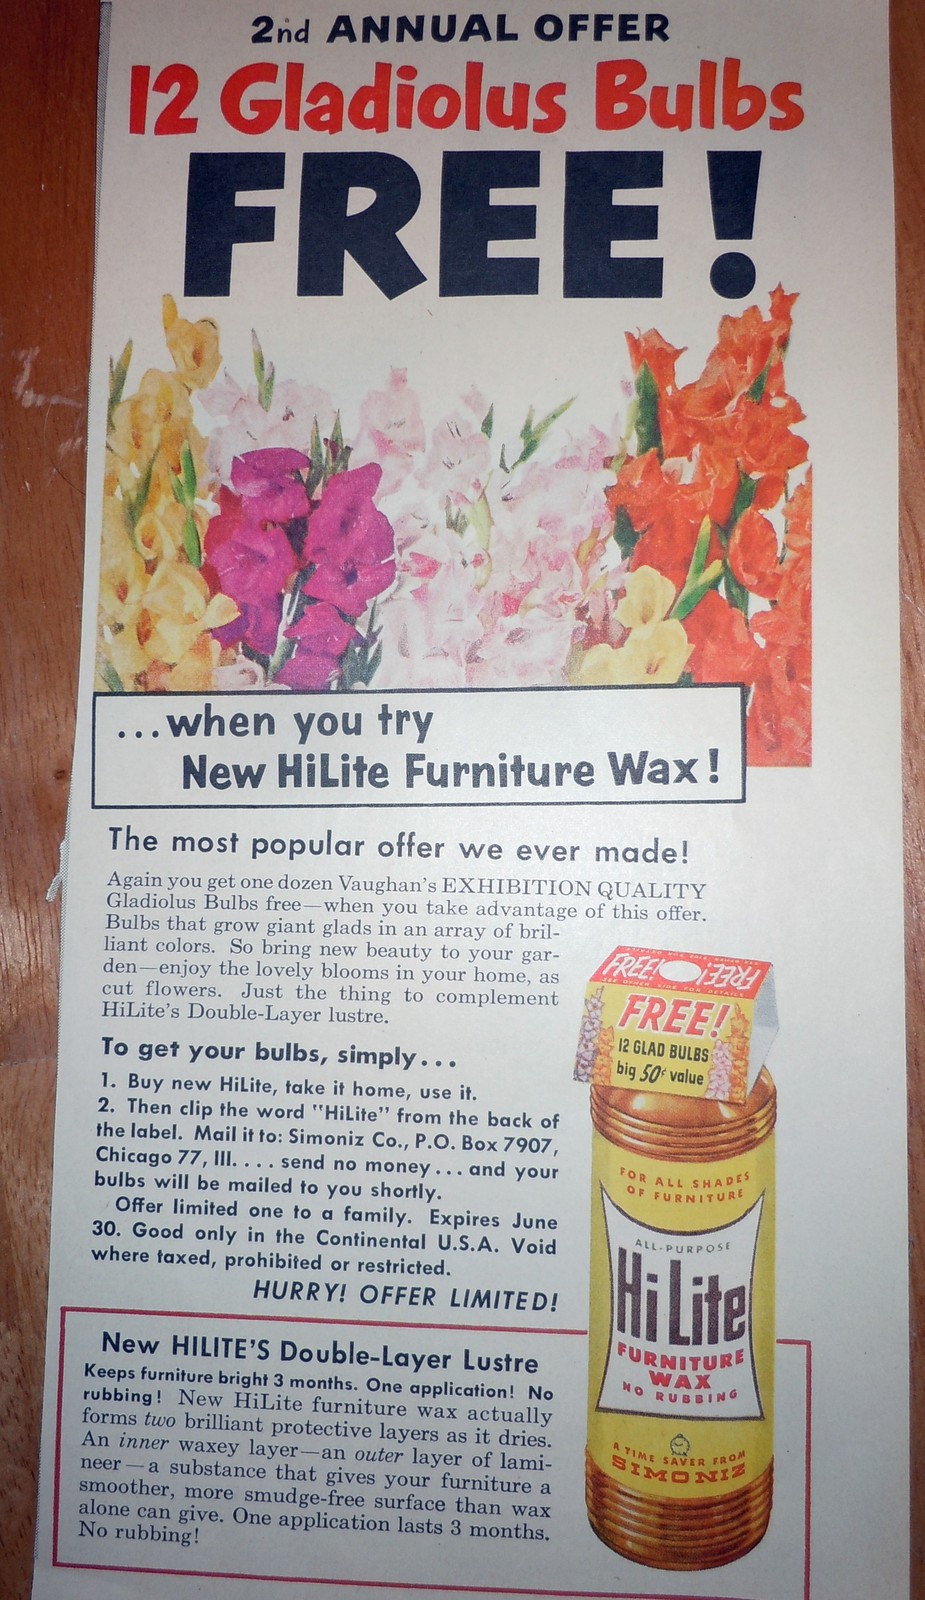 2nd ANNUAL OFFER
12 Gladiolus Bulbs
FREE!
...when you try
New HiLite Furniture Wax!
The most popular offer we ever made!
Again you get one dozen Vaughan's EXHIBITION QUALITY
Gladiolus Bulbs free—when you take advantage of this offer.
Bulbs that grow giant glads in an array of bril-
liant colors. So bring new beauty to your gar-
den—enjoy the lovely blooms in your home, as
cut flowers. Just the thing to complement
HiLite's Double-Layer lustre.
To get your bulbs, simply...
1. Buy new HiLite, take it home, use it.
2. Then clip the word "HiLite" from the back of
the label. Mail it to: Simoniz Co., P.O. Box 7907,
Chicago 77, Ill. . . . send no money . . . and your
bulbs will be mailed to you shortly.
Offer limited one to a family. Expires June
30. Good only in the Continental U.S.A. Void
where taxed, prohibited or restricted.
HURRY! OFFER LIMITED!
FREE! FREE!
SEE OTHER SIDE FOR DETAILS
FREE!
12 GLAD BULBS
big 50¢ value
FOR ALL SHADES
OF FURNITURE
ALL-PURPOSE
HiLite
FURNITURE
WAX
NO RUBBING
A TIME SAVER FROM
SIMONIZ
New HILITE'S Double-Layer Lustre
Keeps furniture bright 3 months. One application! No
rubbing! New HiLite furniture wax actually
forms two brilliant protective layers as it dries.
An inner waxey layer—an outer layer of lami-
neer—a substance that gives your furniture a
smoother, more smudge-free surface than wax
alone can give. One application lasts 3 months.
No rubbing!